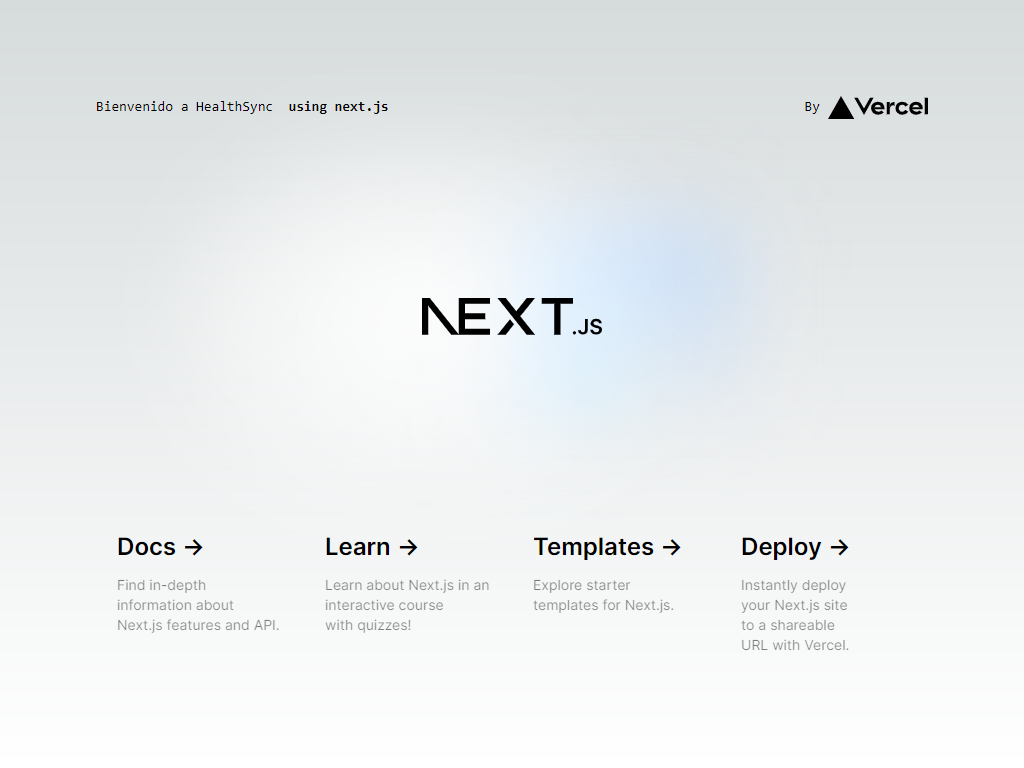 Bienvenido a HealthSync using next.js
By Vercel
NEXT.JS
Docs →
Find in-depth
information about
Next.js features and API.
Learn →
Learn about Next.js in an
interactive course
with quizzes!
Templates →
Explore starter
templates for Next.js.
Deploy →
Instantly deploy
your Next.js site
to a shareable
URL with Vercel.